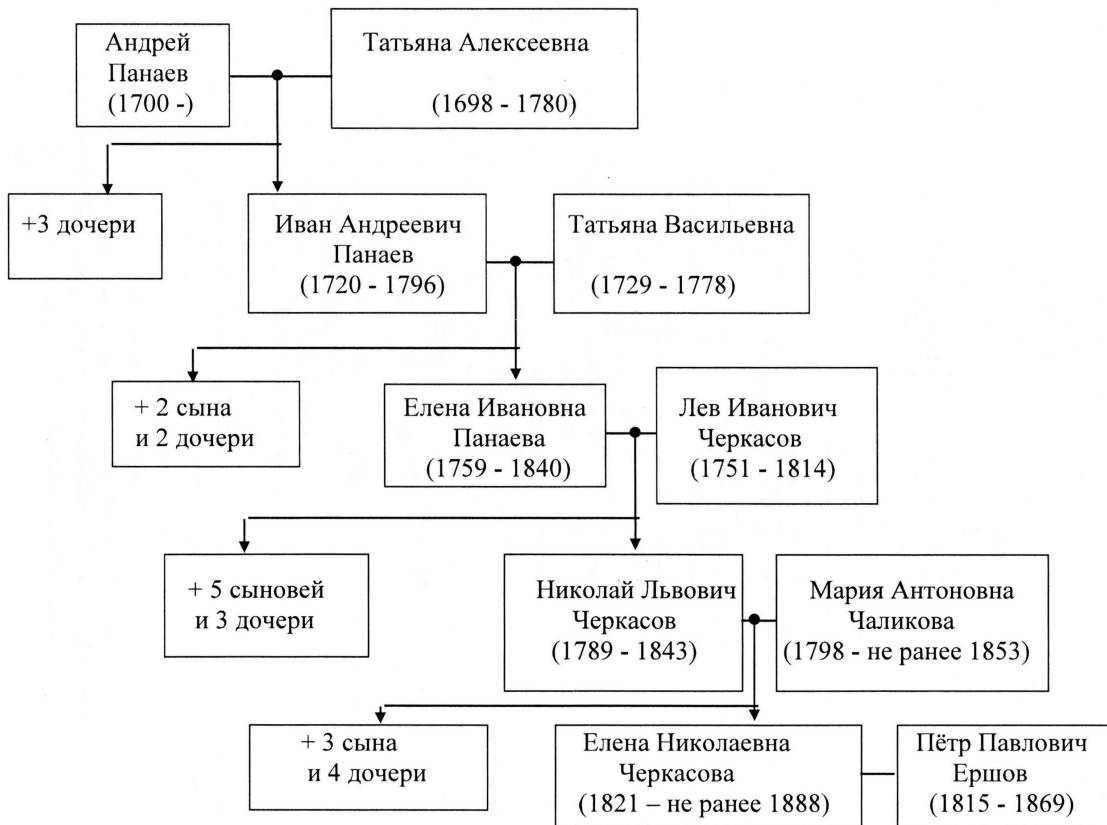 Андрей
Панаев
(1700 -)
Татьяна Алексеевна
(1698 - 1780)
+3 дочери
Иван Андреевич
Панаев
(1720 - 1796)
Татьяна Васильевна
(1729 - 1778)
+ 2 сына
и 2 дочери
Елена Ивановна
Панаева
(1759 - 1840)
Лев Иванович
Черкасов
(1751 - 1814)
+ 5 сыновей
и 3 дочери
Николай Львович
Черкасов
(1789 - 1843)
Мария Антоновна
Чаликова
(1798 - не ранее 1853)
+ 3 сына
и 4 дочери
Елена Николаевна
Черкасова
(1821 – не ранее 1888)
Пётр Павлович
Ершов
(1815 - 1869)